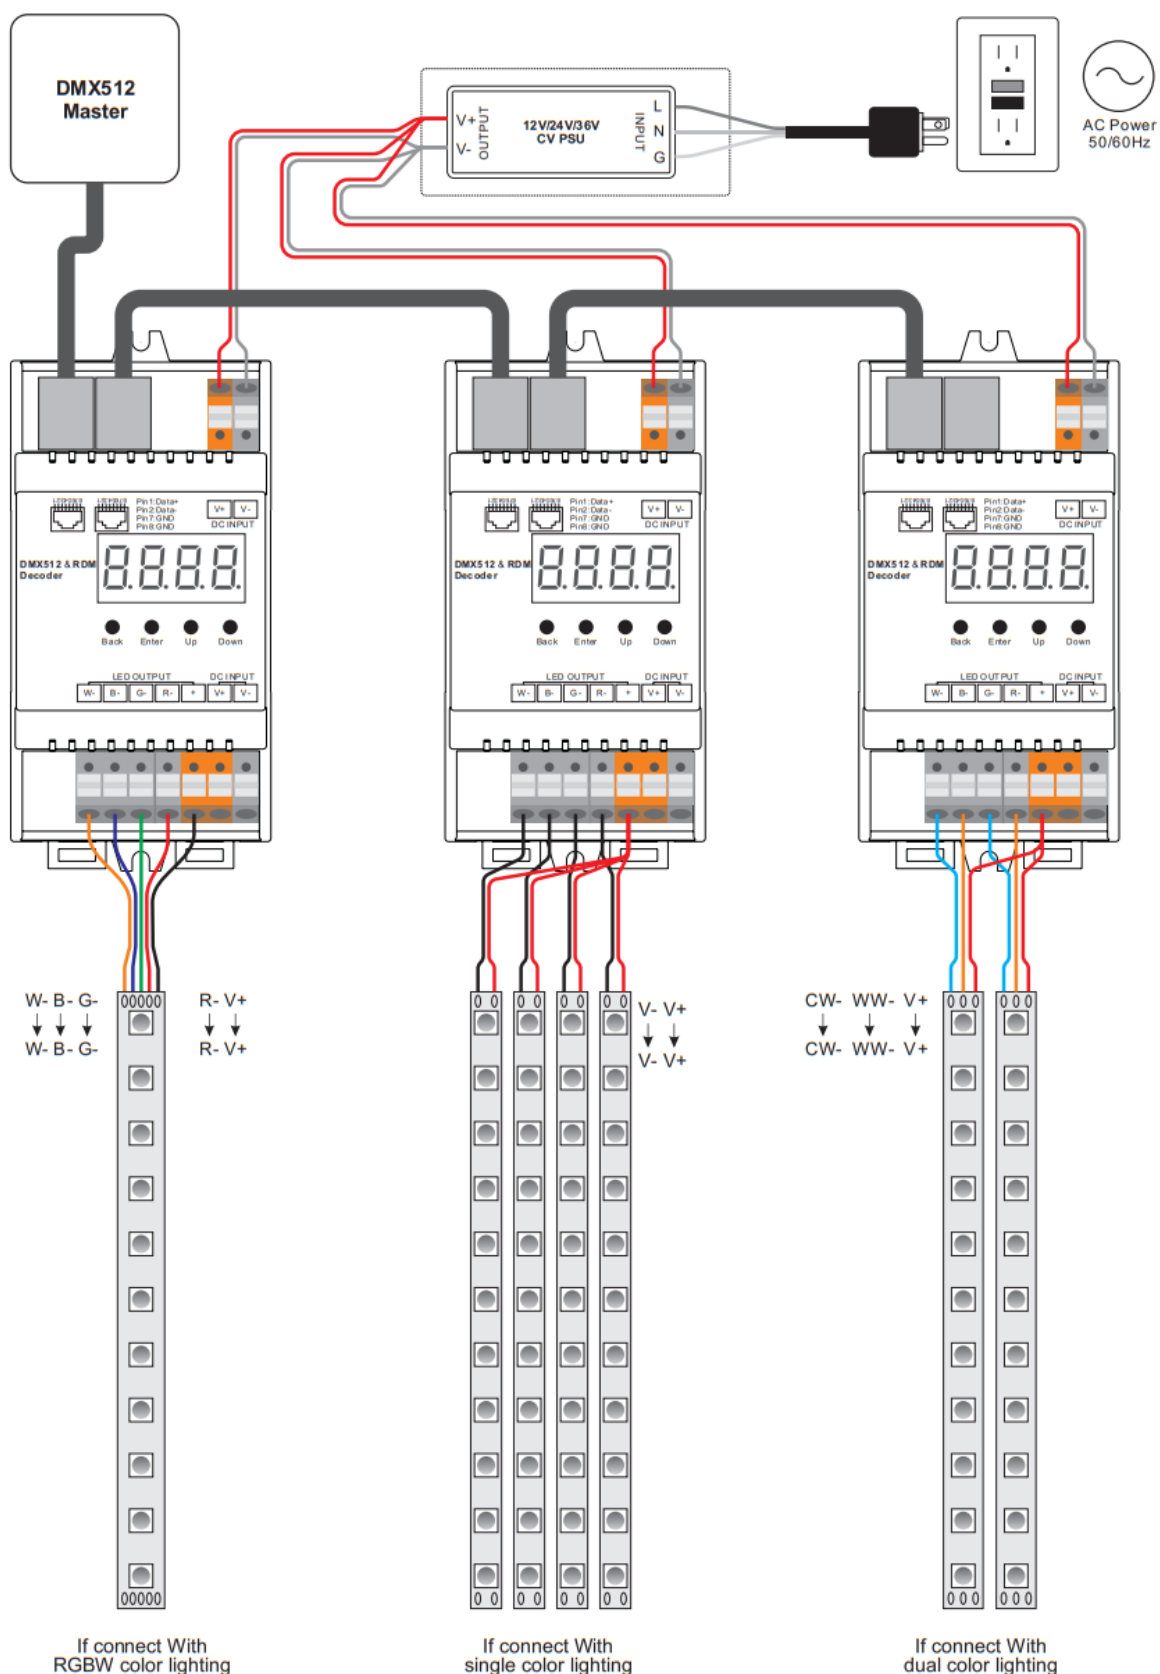 DMX512
Master
V+
V-
OUTPUT
12V/24V/36V
CV PSU
INPUT
L
N
G
AC Power
50/60Hz
Pin1:Data+
Pin2:Data-
Pin7:GND
Pin8:GND
V+ V-
DC INPUT
DMX512 & RDM
Decoder
8.8.8.8.
Back Enter Up Down
LED OUTPUT DC INPUT
W- B- G- R- + V+ V-
Pin1:Data+
Pin2:Data-
Pin7:GND
Pin8:GND
V+ V-
DC INPUT
DMX512 & RDM
Decoder
8.8.8.8.
Back Enter Up Down
LED OUTPUT DC INPUT
W- B- G- R- + V+ V-
Pin1:Data+
Pin2:Data-
Pin7:GND
Pin8:GND
V+ V-
DC INPUT
DMX512 & RDM
Decoder
8.8.8.8.
Back Enter Up Down
LED OUTPUT DC INPUT
W- B- G- R- + V+ V-
W- B- G- R- V+
W- B- G- R- V+
V- V+
V- V+
CW- WW- V+
CW- WW- V+
If connect With
RGBW color lighting
If connect With
single color lighting
If connect With
dual color lighting